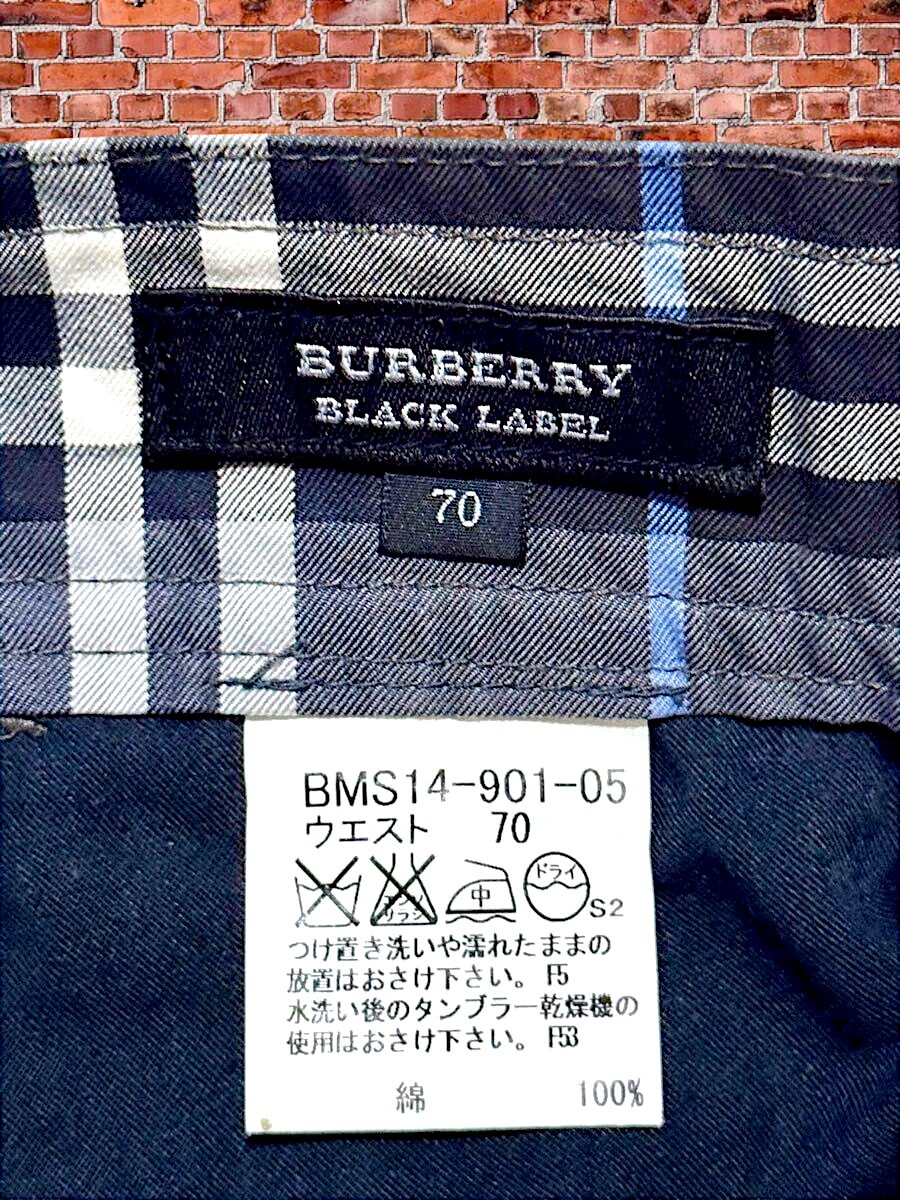 BURBERRY
BLACK LABEL
70
BMS14-901-05
ウエスト 70
中 ドライ S2
つけ置き洗いや濡れたままの
放置はおさけ下さい。 F5
水洗い後のタンブラー乾燥機の
使用はおさけ下さい。 F53
綿 100%